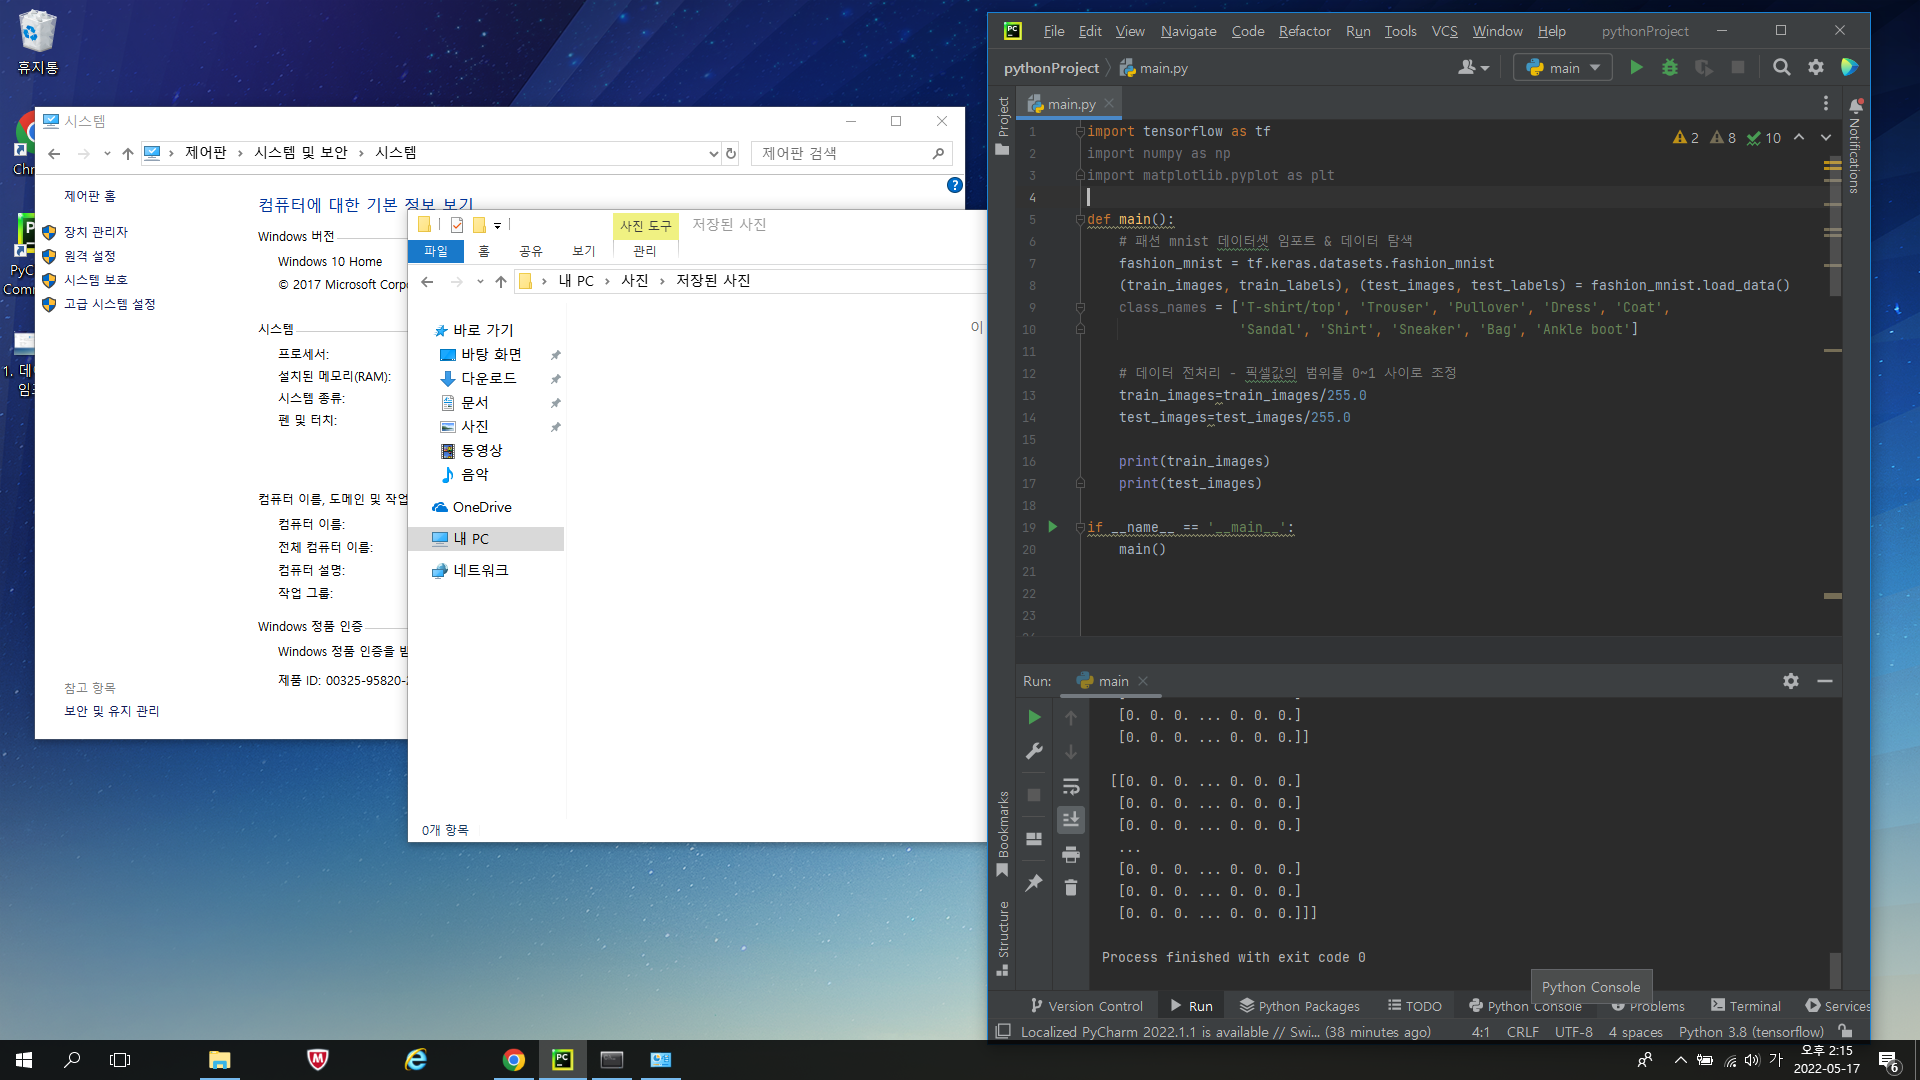 휴지통
시스템
제어판 › 시스템 및 보안 › 시스템
제어판 검색
제어판 홈
장치 관리자
원격 설정
시스템 보호
고급 시스템 설정
참고 항목
보안 및 유지 관리
컴퓨터에 대한 기본 정보 보기
Windows 버전
Windows 10 Home
© 2017 Microsoft Corpo
시스템
프로세서:
설치된 메모리(RAM):
시스템 종류:
펜 및 터치:
컴퓨터 이름, 도메인 및 작업
컴퓨터 이름:
전체 컴퓨터 이름:
컴퓨터 설명:
작업 그룹:
Windows 정품 인증
Windows 정품 인증을 받
제품 ID: 00325-95820-
사진 도구
저장된 사진
파일
홈
공유
보기
관리
내 PC › 사진 › 저장된 사진
바로 가기
바탕 화면
다운로드
문서
사진
동영상
음악
OneDrive
내 PC
네트워크
이
0개 항목
File Edit View Navigate Code Refactor Run Tools VCS Window Help pythonProject
pythonProject main.py
main
Project
main.py
Notifications
2 8 10
1 import tensorflow as tf
2 import numpy as np
3 import matplotlib.pyplot as plt
4
5 def main():
6 # 패션 mnist 데이터셋 임포트 & 데이터 탐색
7 fashion_mnist = tf.keras.datasets.fashion_mnist
8 (train_images, train_labels), (test_images, test_labels) = fashion_mnist.load_data()
9 class_names = ['T-shirt/top', 'Trouser', 'Pullover', 'Dress', 'Coat',
10 'Sandal', 'Shirt', 'Sneaker', 'Bag', 'Ankle boot']
11
12 # 데이터 전처리 - 픽셀값의 범위를 0~1 사이로 조정
13 train_images=train_images/255.0
14 test_images=test_images/255.0
15
16 print(train_images)
17 print(test_images)
18
19 if __name__ == '__main__':
20 main()
21
22
23
Run: main
[0. 0. 0. ... 0. 0. 0.]
[0. 0. 0. ... 0. 0. 0.]]
[[0. 0. 0. ... 0. 0. 0.]
[0. 0. 0. ... 0. 0. 0.]
[0. 0. 0. ... 0. 0. 0.]
...
[0. 0. 0. ... 0. 0. 0.]
[0. 0. 0. ... 0. 0. 0.]
[0. 0. 0. ... 0. 0. 0.]]]
Process finished with exit code 0
Bookmarks
Structure
Python Console
Version Control Run Python Packages TODO Python Console Problems Terminal Services
Localized PyCharm 2022.1.1 is available // Swi... (38 minutes ago) 4:1 CRLF UTF-8 4 spaces Python 3.8 (tensorflow)
가
오후 2:15
2022-05-17
6